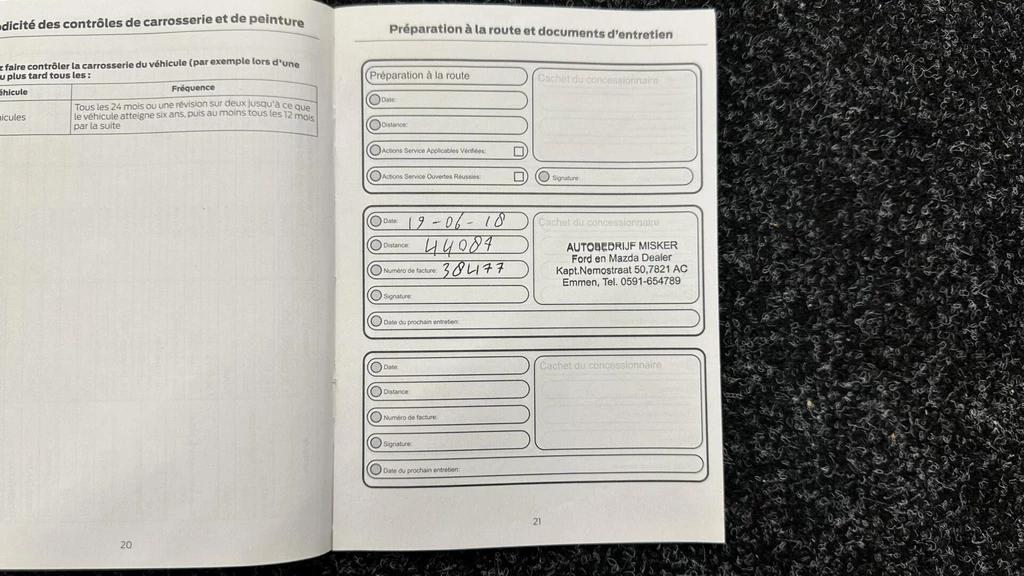 odicité des contrôles de carrosserie et de peinture
z faire contrôler la carrosserie du véhicule (par exemple lors d'une
u plus tard tous les :
éhicule
Fréquence
icules
Tous les 24 mois ou une révision sur deux jusqu'à ce que
le véhicule atteigne six ans, puis au moins tous les 12 mois
par la suite
20
Préparation à la route et documents d'entretien
Préparation à la route
Date:
Distance:
Actions Service Applicables Vérifiées:
Actions Service Ouvertes Réussies:
Cachet du concessionnaire
Signature:
Date: 19-06-18
Distance: 44084
Numéro de facture: 38477
Signature:
Date du prochain entretien:
Cachet du concessionnaire
AUTOBEDRIJF MISKER
Ford en Mazda Dealer
Kapt.Nemostraat 50,7821 AC
Emmen, Tel. 0591-654789
Date:
Distance:
Numéro de facture:
Signature:
Date du prochain entretien:
Cachet du concessionnaire
21